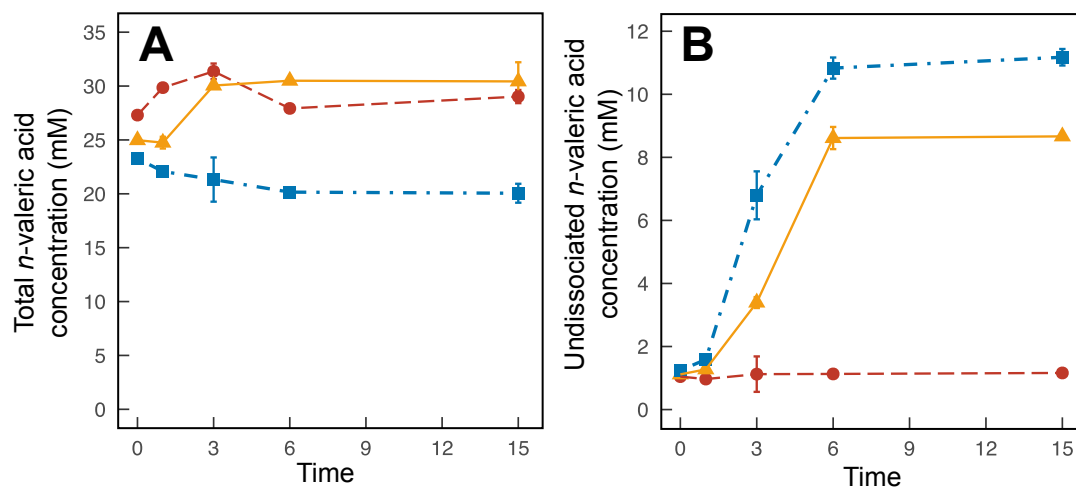 A
Total n-valeric acid
concentration (mM)
35
30
25
20
15
10
5
0
0 3 6 9 12 15
Time
B
Undissociated n-valeric acid
concentration (mM)
12
10
8
6
4
2
0
0 3 6 9 12 15
Time